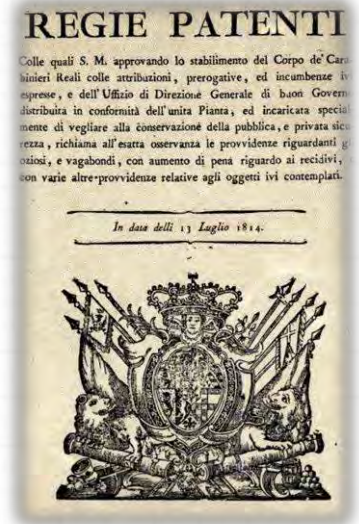 REGIE PATENTI
Colle quali S. M. approvando lo stabilimento del Corpo de' Cara
binieri Reali colle attribuzioni, prerogative, ed incumbenze iv
espresse, e dell'Uffizio di Direzione Generale di buon Govern
distribuita in conformità dell'unita Pianta, ed incaricata special
mente di vegliare alla conservazione della pubblica, e privata sicu
rezza, richiama all'esatta osservanza le provvidenze riguardanti g
oziosi, e vagabondi, con aumento di pena riguardo ai recidivi,
con varie altre provvidenze relative agli oggetti ivi contemplati.
In data delli 13 Luglio 1814.